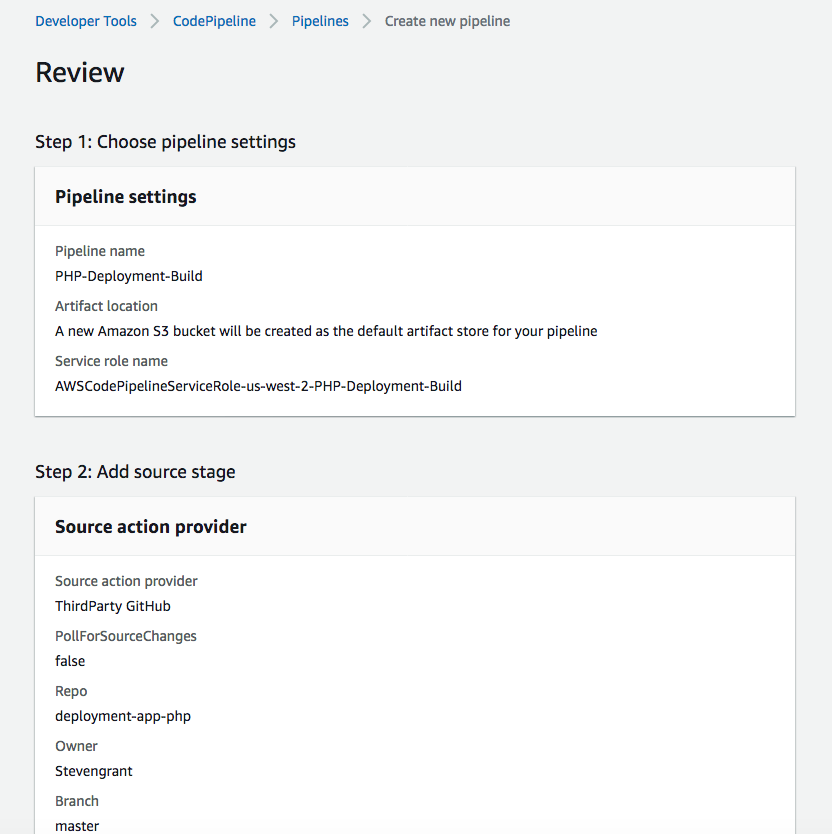 Developer Tools > CodePipeline > Pipelines > Create new pipeline
Review
Step 1: Choose pipeline settings
Pipeline settings
Pipeline name
PHP-Deployment-Build
Artifact location
A new Amazon S3 bucket will be created as the default artifact store for your pipeline
Service role name
AWSCodePipelineServiceRole-us-west-2-PHP-Deployment-Build
Step 2: Add source stage
Source action provider
Source action provider
ThirdParty GitHub
PollForSourceChanges
false
Repo
deployment-app-php
Owner
Stevengrant
Branch
master